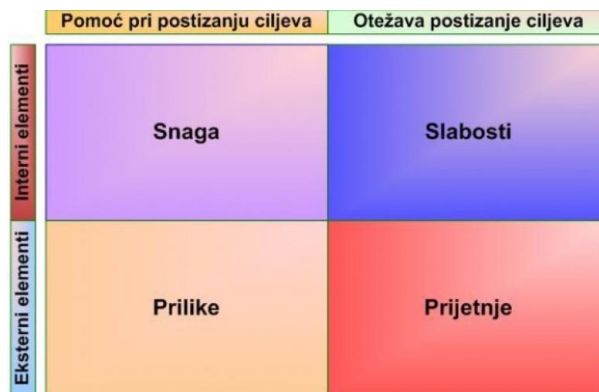 Pomoć pri postizanju ciljeva
Otežava postizanje ciljeva
Interni elementi
Snaga
Slabosti
Eksterni elementi
Prilike
Prijetnje